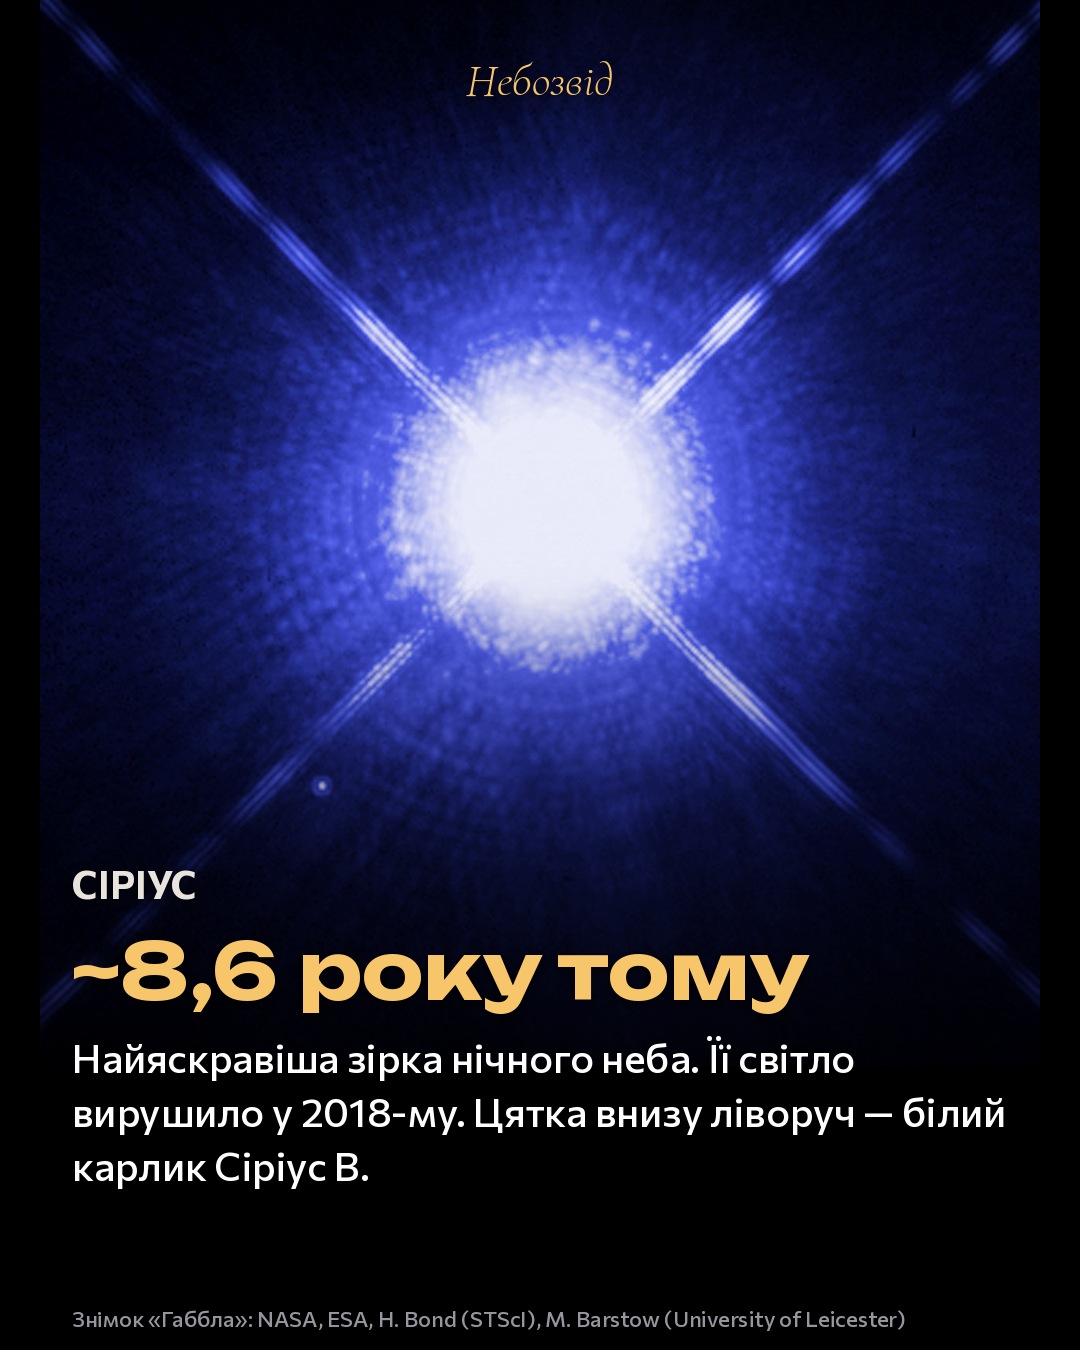 Небозвід
СІРІУС
~8,6 року тому
Найяскравіша зірка нічного неба. Її світло
вирушило у 2018-му. Цятка внизу ліворуч — білий
карлик Сіріус B.
Знімок «Габбла»: NASA, ESA, H. Bond (STScI), M. Barstow (University of Leicester)